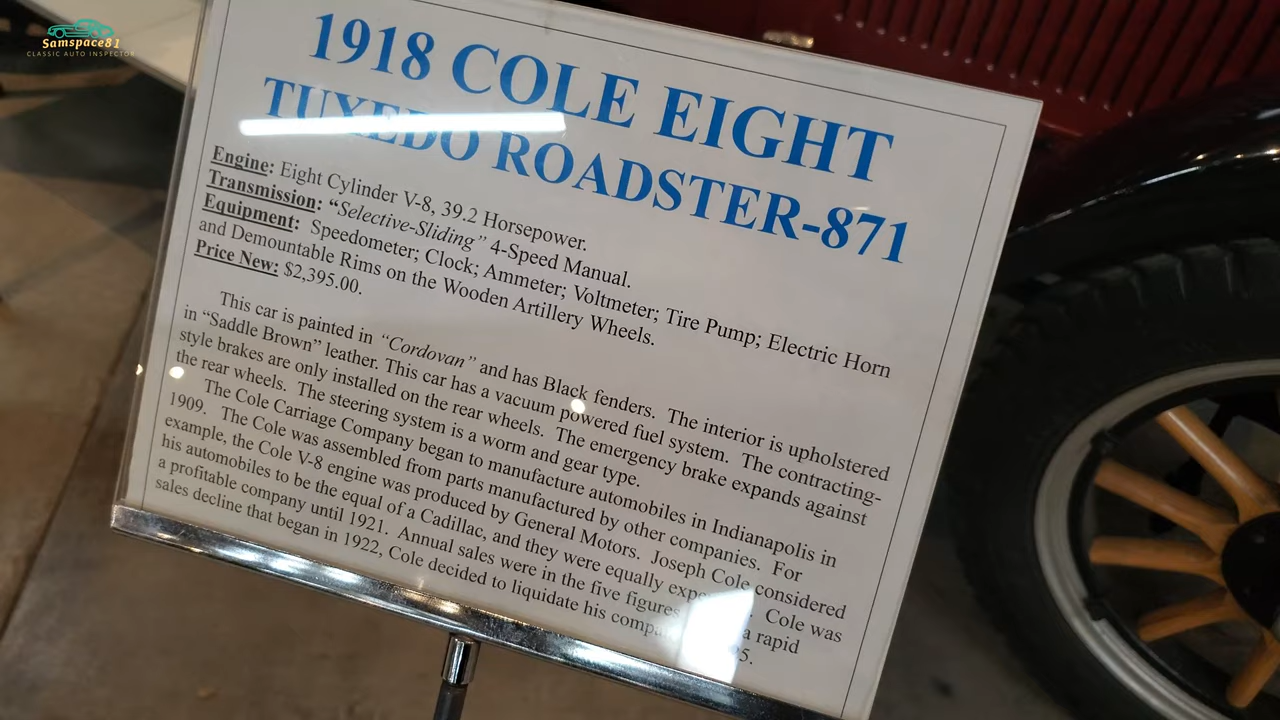 Samspace81
CLASSIC AUTO INSPECTOR
1918 COLE EIGHT
TUXEDO ROADSTER-871
Engine: Eight Cylinder V-8, 39.2 Horsepower.
Transmission: “Selective-Sliding” 4-Speed Manual.
Equipment: Speedometer; Clock; Ammeter; Voltmeter; Tire Pump; Electric Horn
and Demountable Rims on the Wooden Artillery Wheels.
Price New: $2,395.00.
This car is painted in “Cordovan” and has Black fenders. The interior is upholstered
in “Saddle Brown” leather. This car has a vacuum powered fuel system. The contracting-
style brakes are only installed on the rear wheels. The emergency brake expands against
the rear wheels. The steering system is a worm and gear type.
The Cole Carriage Company began to manufacture automobiles in Indianapolis in
1909. The Cole was assembled from parts manufactured by other companies. For
example, the Cole V-8 engine was produced by General Motors. Joseph Cole considered
his automobiles to be the equal of a Cadillac, and they were equally Cole was
a profitable company until 1921. Annual sales were in the five figures a rapid
sales decline that began in 1922, Cole decided to liquidate his